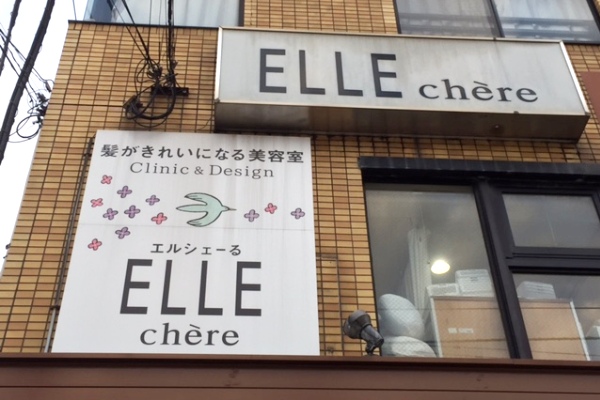 ELLE chère
髪がきれいになる美容室
Clinic & Design
エルシェーる
ELLE
chère